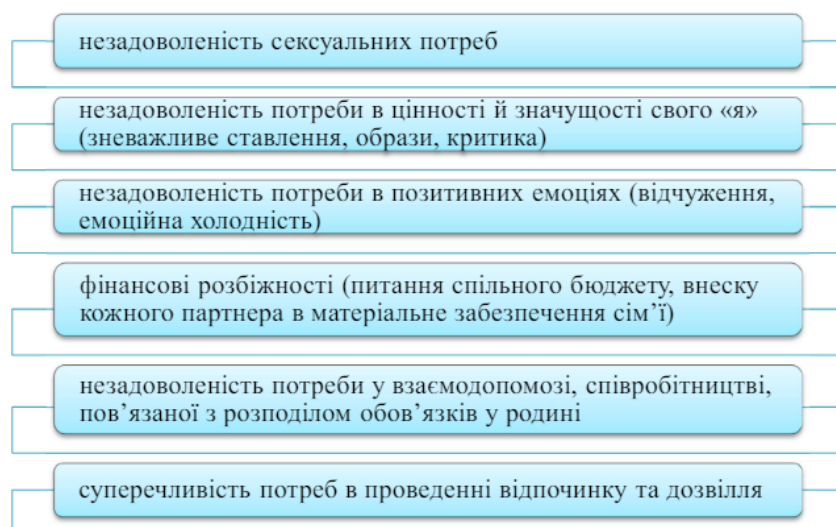 незадоволеність сексуальних потреб
незадоволеність потреби в цінності й значущості свого «я»
(зневажливе ставлення, образи, критика)
незадоволеність потреби в позитивних емоціях (відчуження,
емоційна холодність)
фінансові розбіжності (питання спільного бюджету, внеску
кожного партнера в матеріальне забезпечення сім’ї)
незадоволеність потреби у взаємодопомозі, співробітництві,
пов’язаної з розподілом обов’язків у родині
суперечливість потреб в проведенні відпочинку та дозвілля